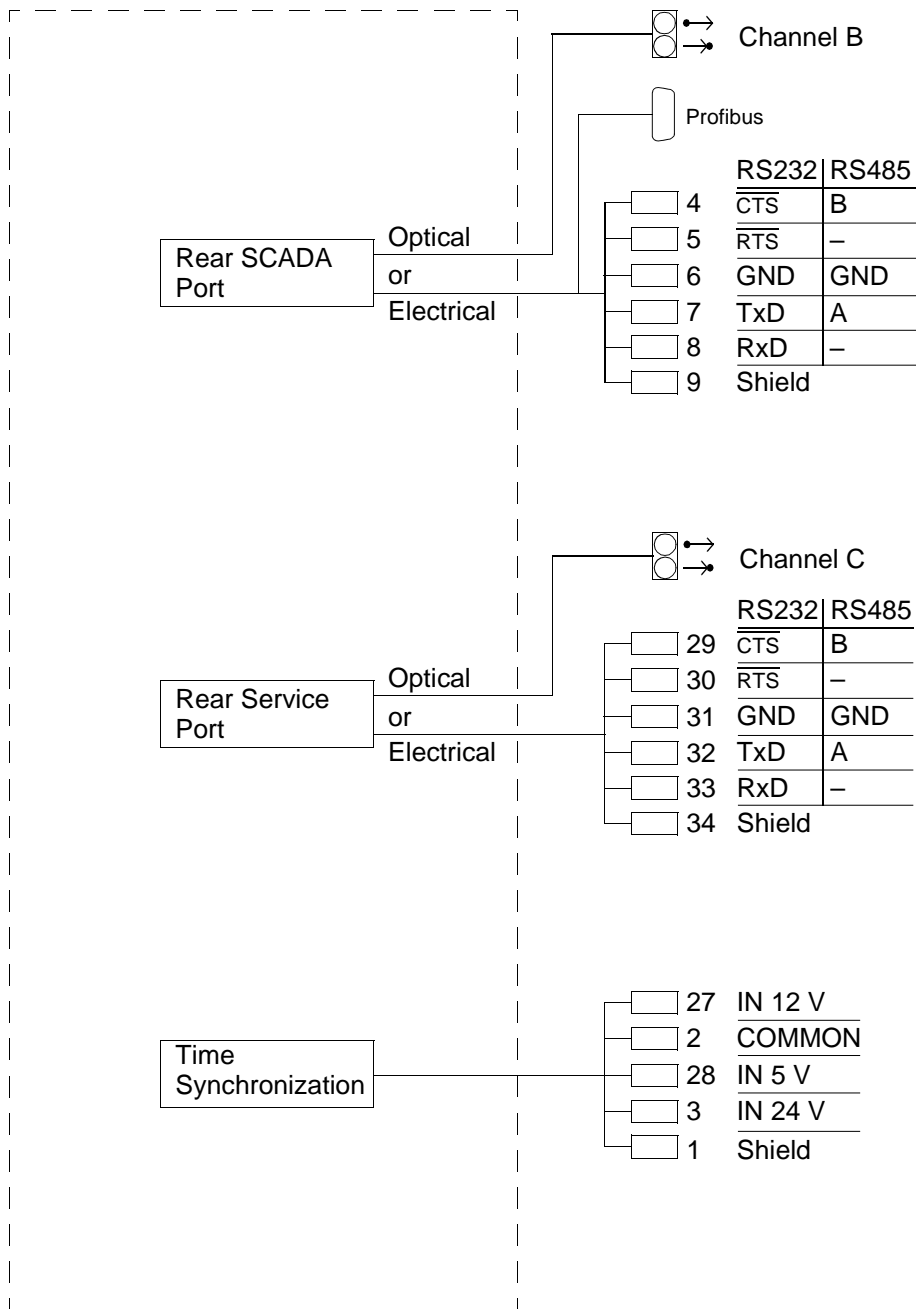 Channel B
Profibus
RS232 RS485
4 CTS B
5 RTS –
6 GND GND
7 TxD A
8 RxD –
9 Shield
Rear SCADA
Port
Optical
or
Electrical
Channel C
RS232 RS485
29 CTS B
30 RTS –
31 GND GND
32 TxD A
33 RxD –
34 Shield
Rear Service
Port
Optical
or
Electrical
27 IN 12 V
2 COMMON
28 IN 5 V
3 IN 24 V
1 Shield
Time
Synchronization